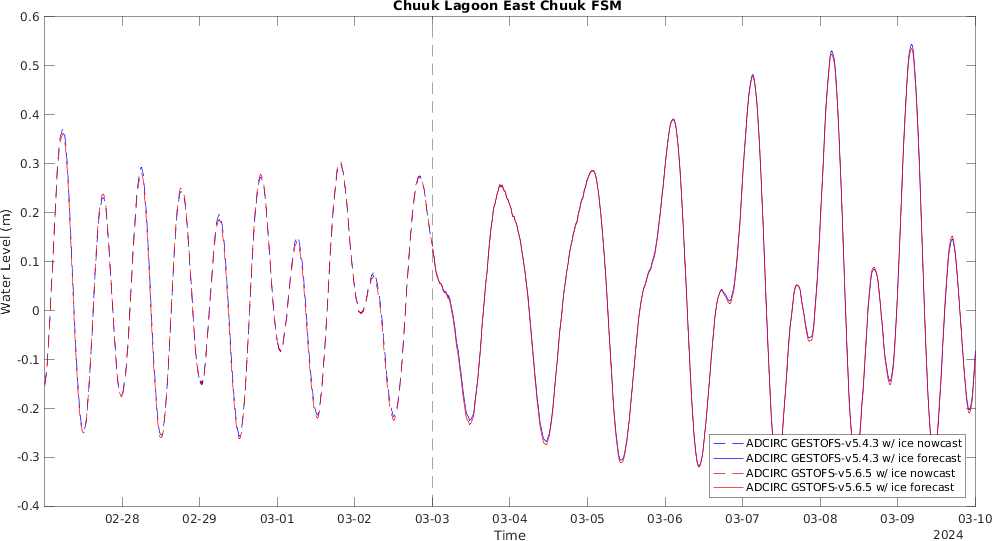 Chuuk Lagoon East Chuuk FSM
Water Level (m)
0.6
0.5
0.4
0.3
0.2
0.1
0
-0.1
-0.2
-0.3
-0.4
ADCIRC GESTOFS-v5.4.3 w/ ice nowcast
ADCIRC GESTOFS-v5.4.3 w/ ice forecast
ADCIRC GSTOFS-v5.6.5 w/ ice nowcast
ADCIRC GSTOFS-v5.6.5 w/ ice forecast
02-28 02-29 03-01 03-02 03-03 03-04 03-05 03-06 03-07 03-08 03-09 03-10
Time
2024